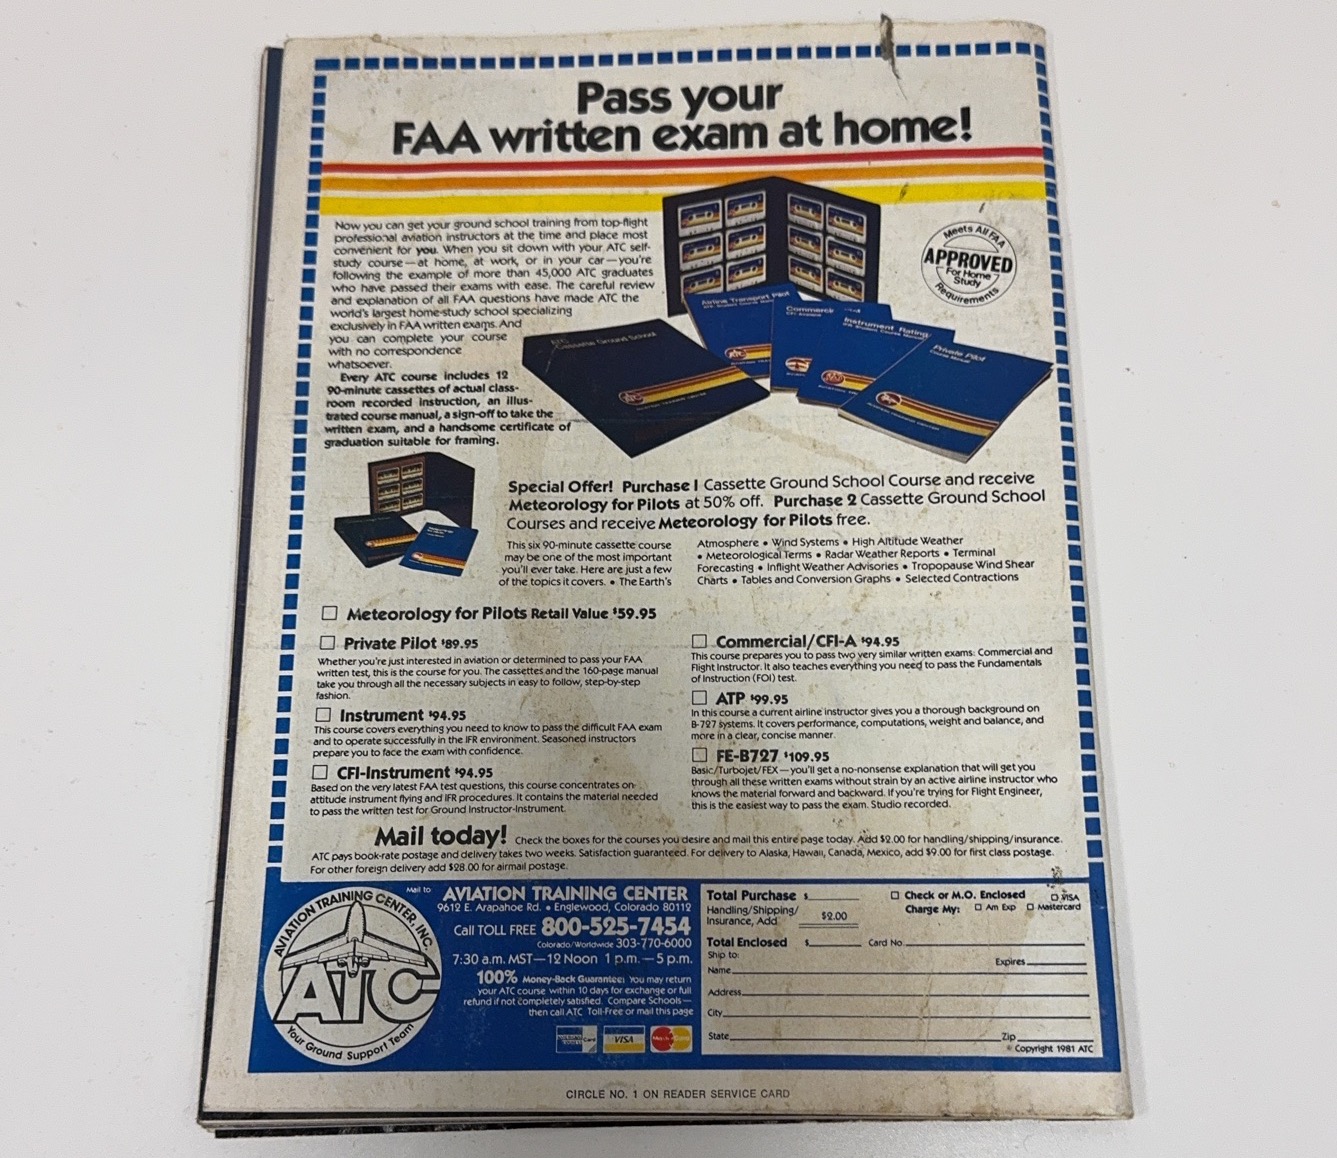 Pass your
FAA written exam at home!
Now you can get your ground school training from top-flight
professional aviation instructors at the time and place most
convenient for you. When you sit down with your ATC self-
study course—at home, at work, or in your car—you're
following the example of more than 45,000 ATC graduates
who have passed their exams with ease. The careful review
and explanation of all FAA questions have made ATC the
world's largest home-study school specializing
exclusively in FAA written exams. And
you can complete your course
with no correspondence
whatsoever.
Every ATC course includes 12
90-minute cassettes of actual class-
room recorded instruction, an illus-
trated course manual, a sign-off to take the
written exam, and a handsome certificate of
graduation suitable for framing.
Meets All FAA
APPROVED
For Home
Study
Requirements
ATC
Cassette Ground School
Airline Transport Pilot
Commercial
Instrument Rating
Private Pilot
Course Manual
Special Offer! Purchase 1 Cassette Ground School Course and receive
Meteorology for Pilots at 50% off. Purchase 2 Cassette Ground School
Courses and receive Meteorology for Pilots free.
This six 90-minute cassette course
may be one of the most important
you'll ever take. Here are just a few
of the topics it covers. • The Earth's
Atmosphere • Wind Systems • High Altitude Weather
• Meteorological Terms • Radar Weather Reports • Terminal
Forecasting • Inflight Weather Advisories • Tropopause Wind Shear
Charts • Tables and Conversion Graphs • Selected Contractions
☐ Meteorology for Pilots Retail Value $59.95
☐ Private Pilot $89.95
Whether you're just interested in aviation or determined to pass your FAA
written test, this is the course for you. The cassettes and the 160-page manual
take you through all the necessary subjects in easy to follow, step-by-step
fashion.
☐ Instrument $94.95
This course covers everything you need to know to pass the difficult FAA exam
and to operate successfully in the IFR environment. Seasoned instructors
prepare you to face the exam with confidence.
☐ CFI-Instrument $94.95
Based on the very latest FAA test questions, this course concentrates on
attitude instrument flying and IFR procedures. It contains the material needed
to pass the written test for Ground Instructor-Instrument.
☐ Commercial/CFI-A $94.95
This course prepares you to pass two very similar written exams: Commercial and
Flight Instructor. It also teaches everything you need to pass the Fundamentals
of Instruction (FOI) test.
☐ ATP $99.95
In this course a current airline instructor gives you a thorough background on
B-727 systems. It covers performance, computations, weight and balance, and
more in a clear, concise manner.
☐ FE-B727 $109.95
Basic/Turbojet/FEX—you'll get a no-nonsense explanation that will get you
through all these written exams without strain by an active airline instructor who
knows the material forward and backward. If you're trying for Flight Engineer,
this is the easiest way to pass the exam. Studio recorded.
Mail today! Check the boxes for the courses you desire and mail this entire page today. Add $2.00 for handling/shipping/insurance.
ATC pays book-rate postage and delivery takes two weeks. Satisfaction guaranteed. For delivery to Alaska, Hawaii, Canada, Mexico, add $9.00 for first class postage.
For other foreign delivery add $28.00 for airmail postage.
AVIATION TRAINING CENTER, INC.
ATC
Your Ground Support Team
Mail to: AVIATION TRAINING CENTER
9612 E. Arapahoe Rd. • Englewood, Colorado 80112
Call TOLL FREE 800-525-7454
Colorado/Worldwide 303-770-6000
7:30 a.m. MST—12 Noon 1 p.m.—5 p.m.
100% Money-Back Guarantee: You may return
your ATC course within 10 days for exchange or full
refund if not completely satisfied. Compare Schools—
then call ATC Toll-Free or mail this page
VISA
Total Purchase $
Handling/Shipping/
Insurance, Add $2.00
Total Enclosed $
☐ Check or M.O. Enclosed ☐ VISA
Charge My: ☐ Am Exp ☐ Mastercard
Card No.
Ship to:
Expires
Name
Address
City
State Zip
© Copyright 1981 ATC
CIRCLE NO. 1 ON READER SERVICE CARD